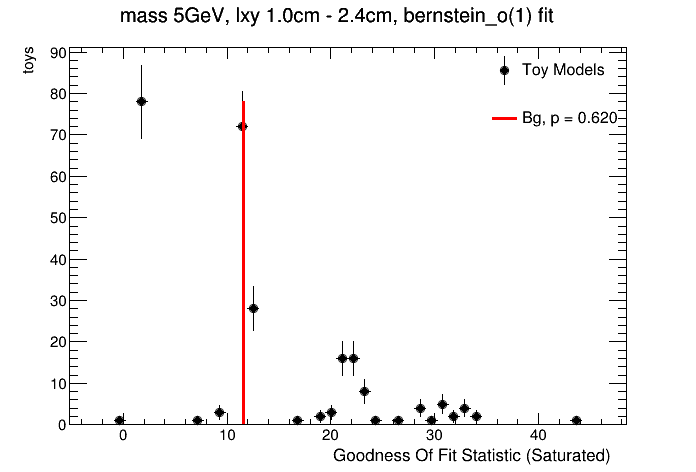 mass 5GeV, lxy 1.0cm - 2.4cm, bernstein_o(1) fit
toys
90
80
70
60
50
40
30
20
10
0
Toy Models
Bg, p = 0.620
0 10 20 30 40
Goodness Of Fit Statistic (Saturated)